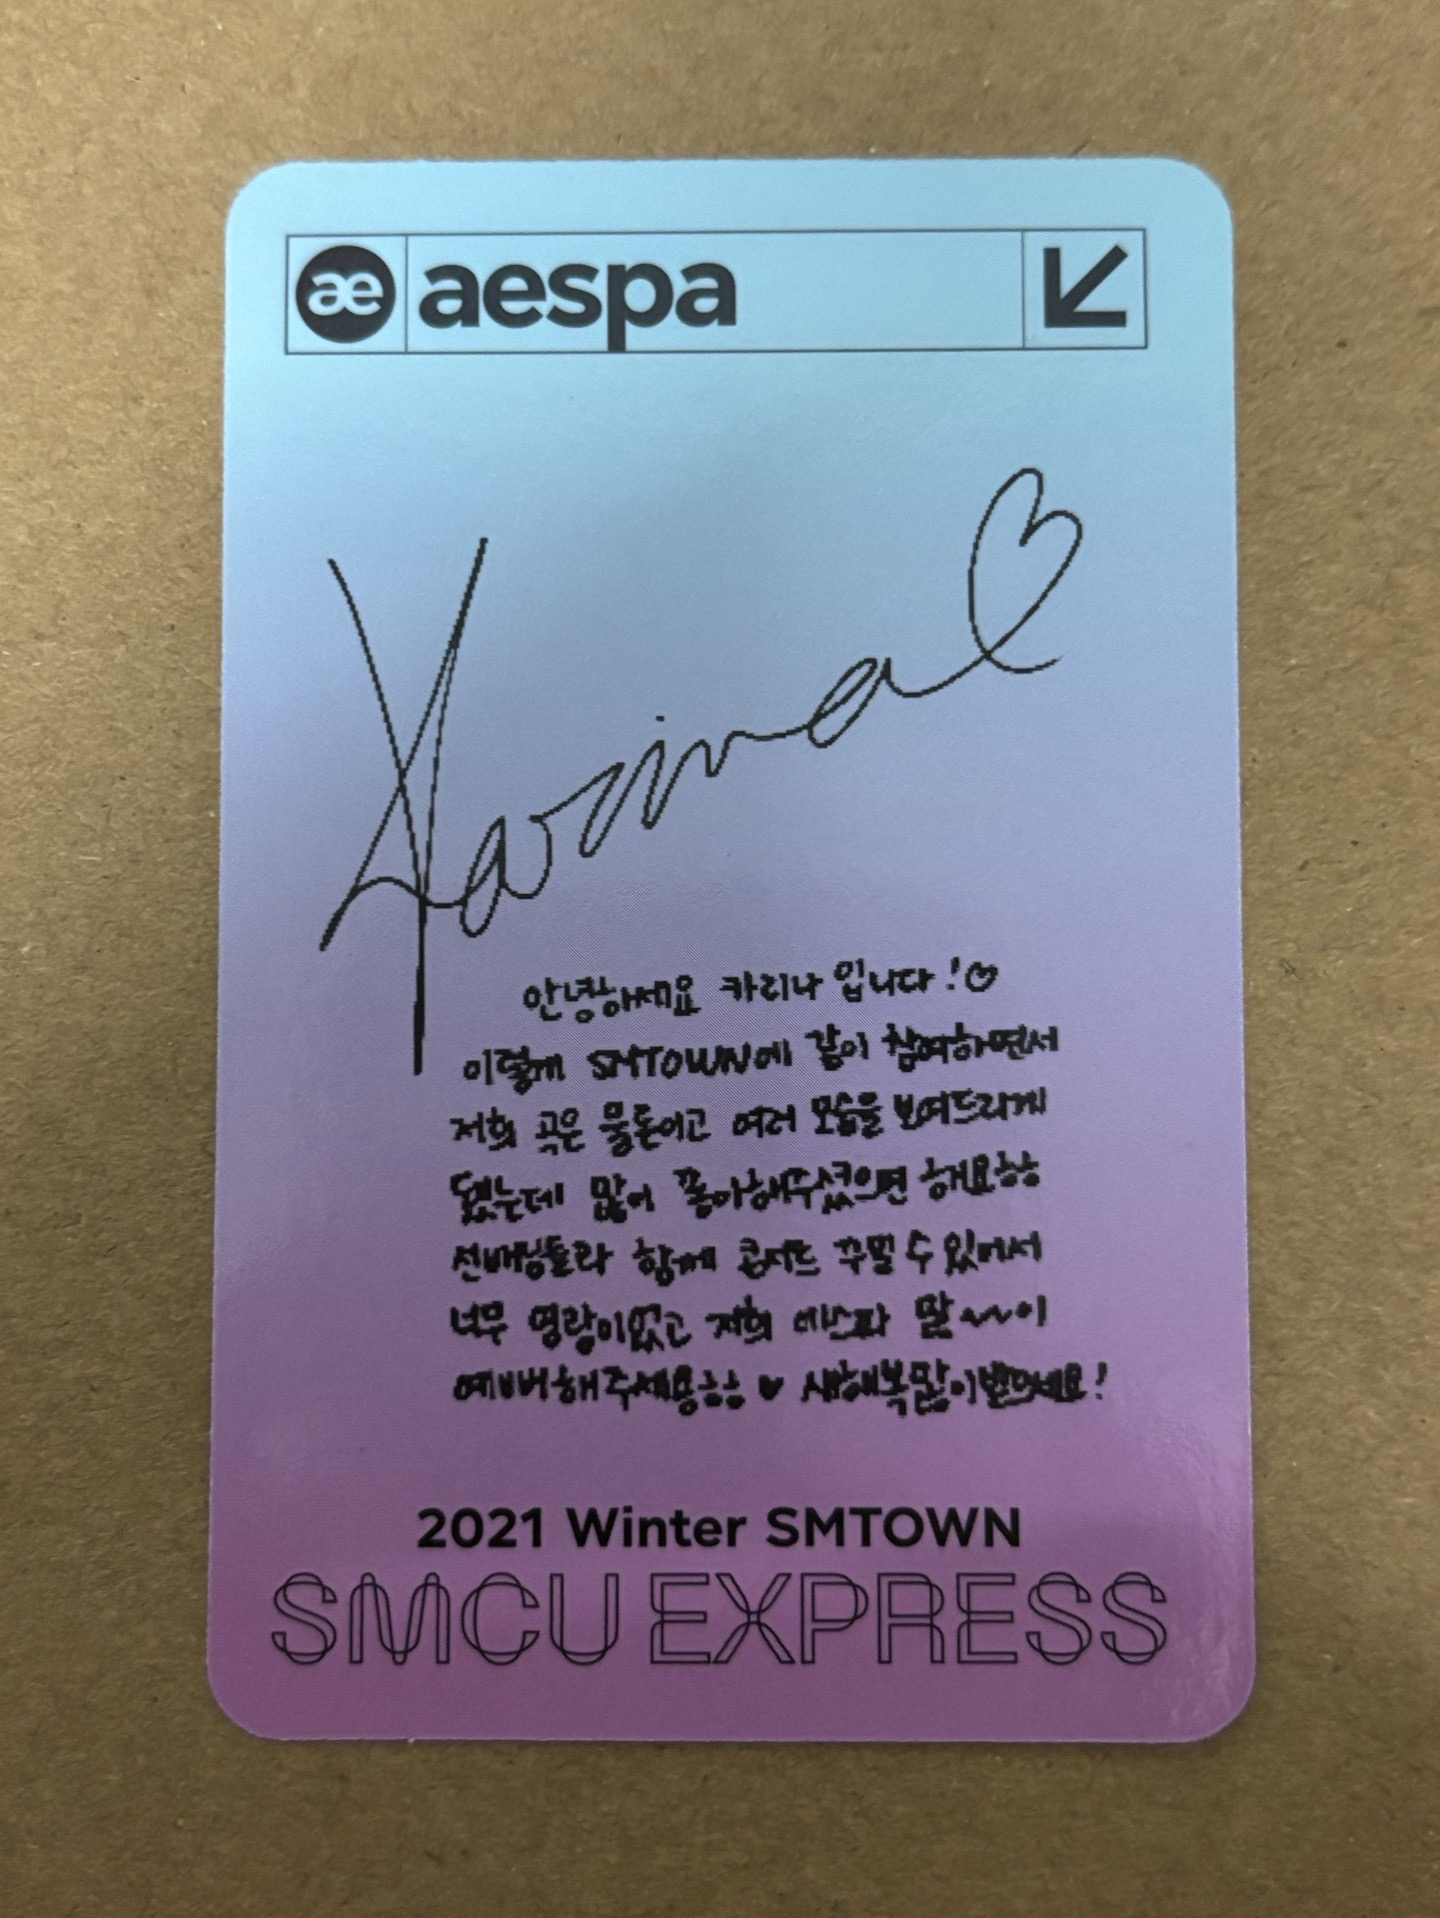 æ aespa
Karina
안녕하세요 카리나 입니다!
이렇게 SMTOWN에 같이 참여하면서
저희 곡은 물론이고 여러 모습을 보여드리게
됐는데 많이 좋아해주셨으면 해요ㅎㅎ
선배님들과 함께 콘서트 꾸밀 수 있어서
너무 영광이였고 저희 에스파 많~~이
예뻐해주세용ㅎㅎ ♥ 새해복많이받으세요!
2021 Winter SMTOWN
SMCU EXPRESS